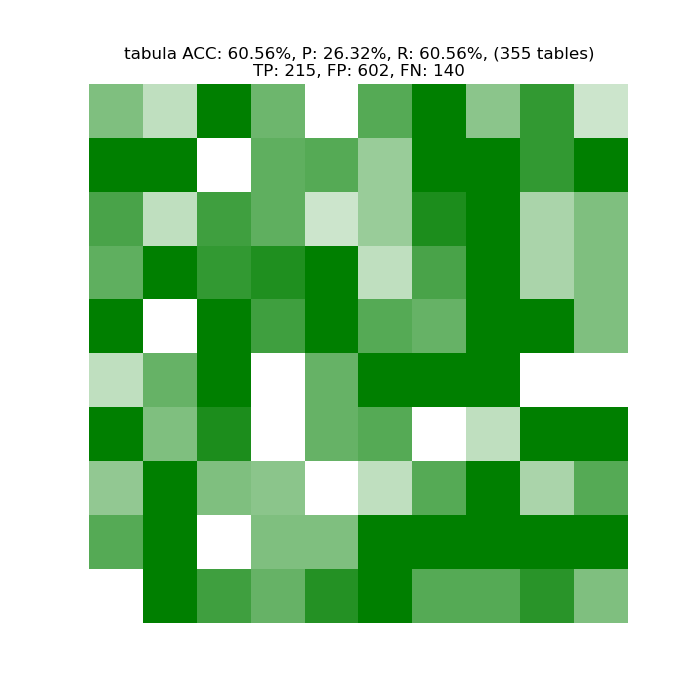 tabula ACC: 60.56%, P: 26.32%, R: 60.56%, (355 tables)
TP: 215, FP: 602, FN: 140